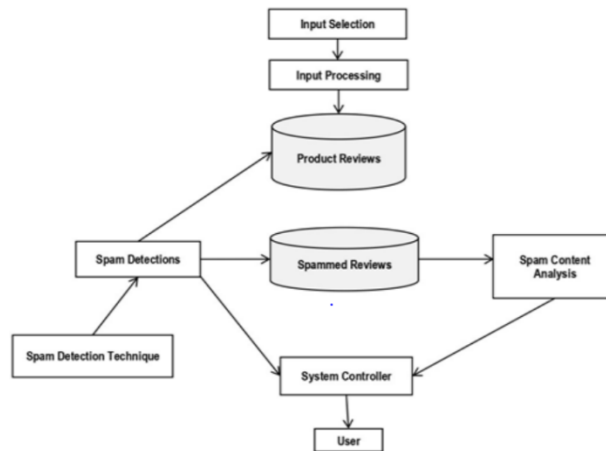 Input Selection
Input Processing
Product Reviews
Spam Detections
Spammed Reviews
Spam Content
Analysis
Spam Detection Technique
System Controller
User